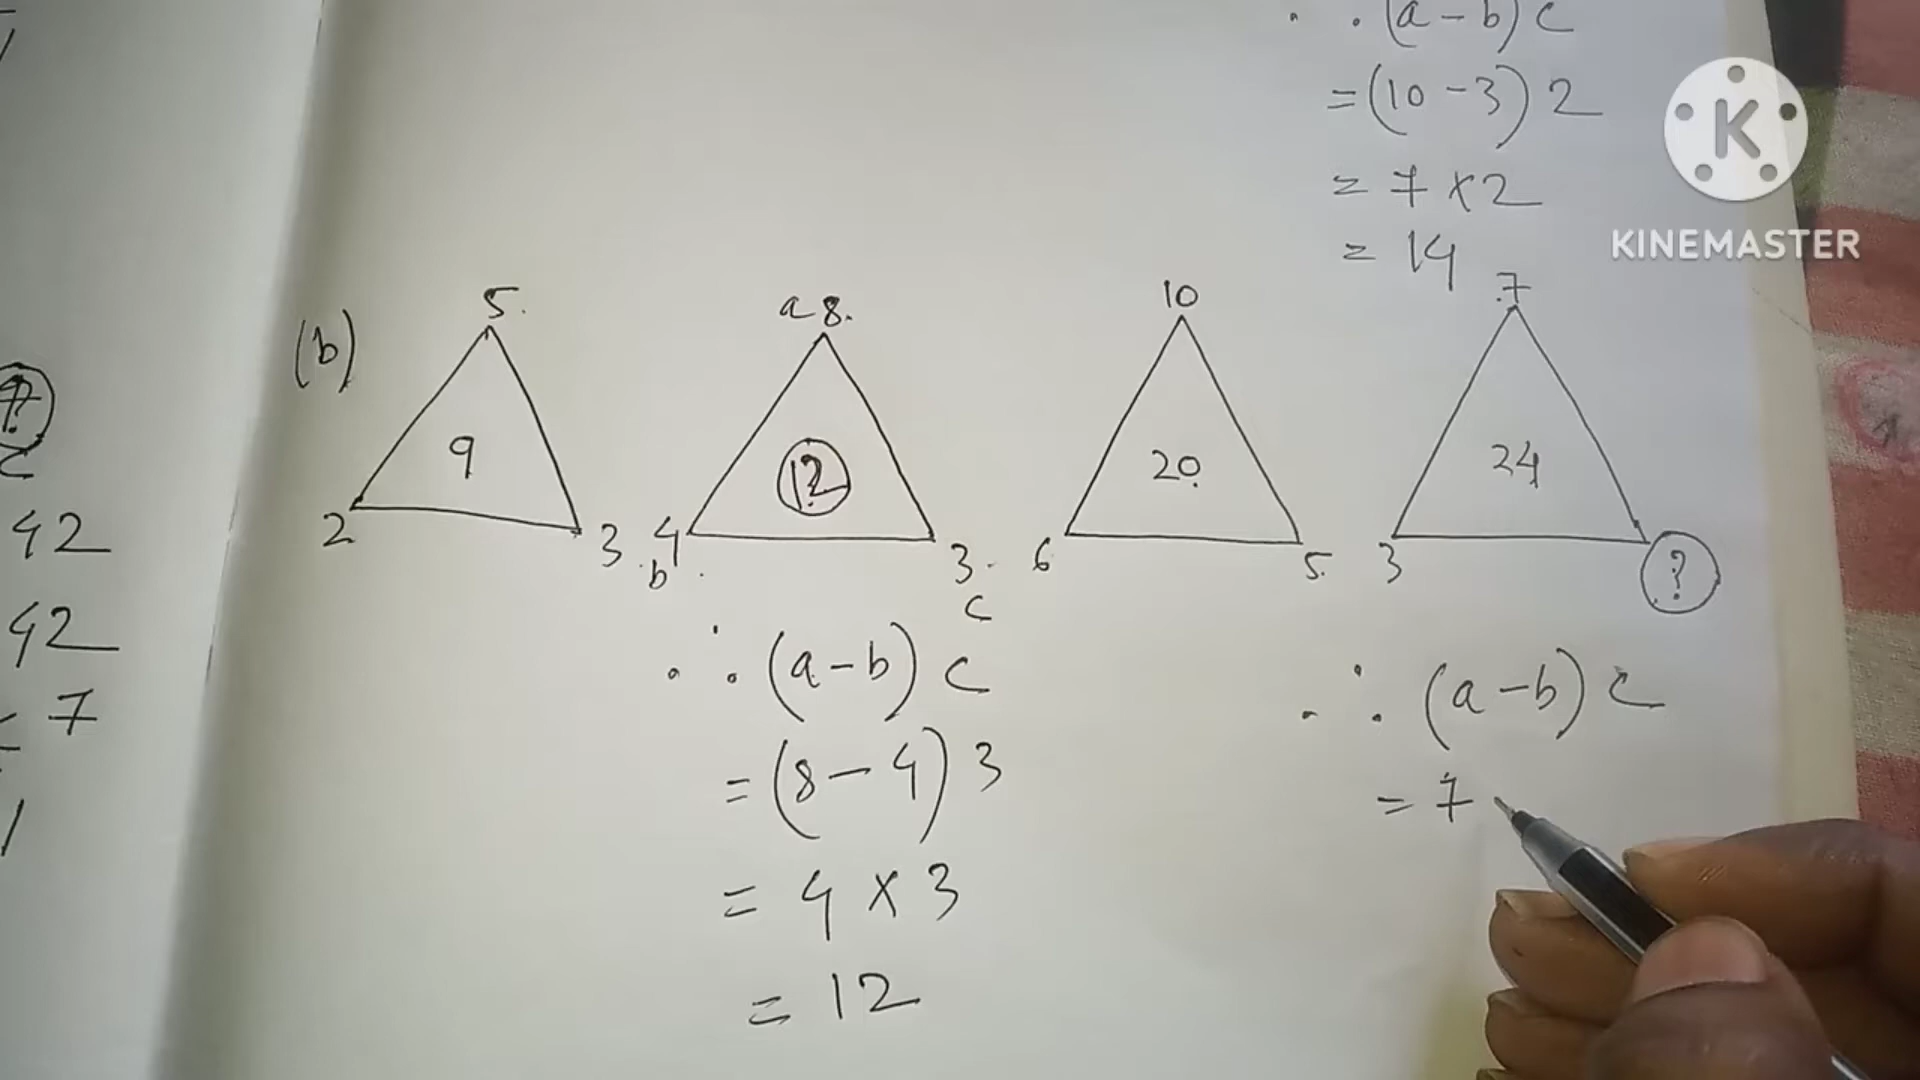 ∴ (a-b) c
= (10-3) 2
= 7 x 2
= 14
KINEMASTER
(b)
5.
9
2
3
a 8.
12
4
b
3
c
10
20
6
5.
7
24
3
?
∴ (a-b) c
= (8-4) 3
= 4 x 3
= 12
∴ (a-b) c
= 7
42
42
7